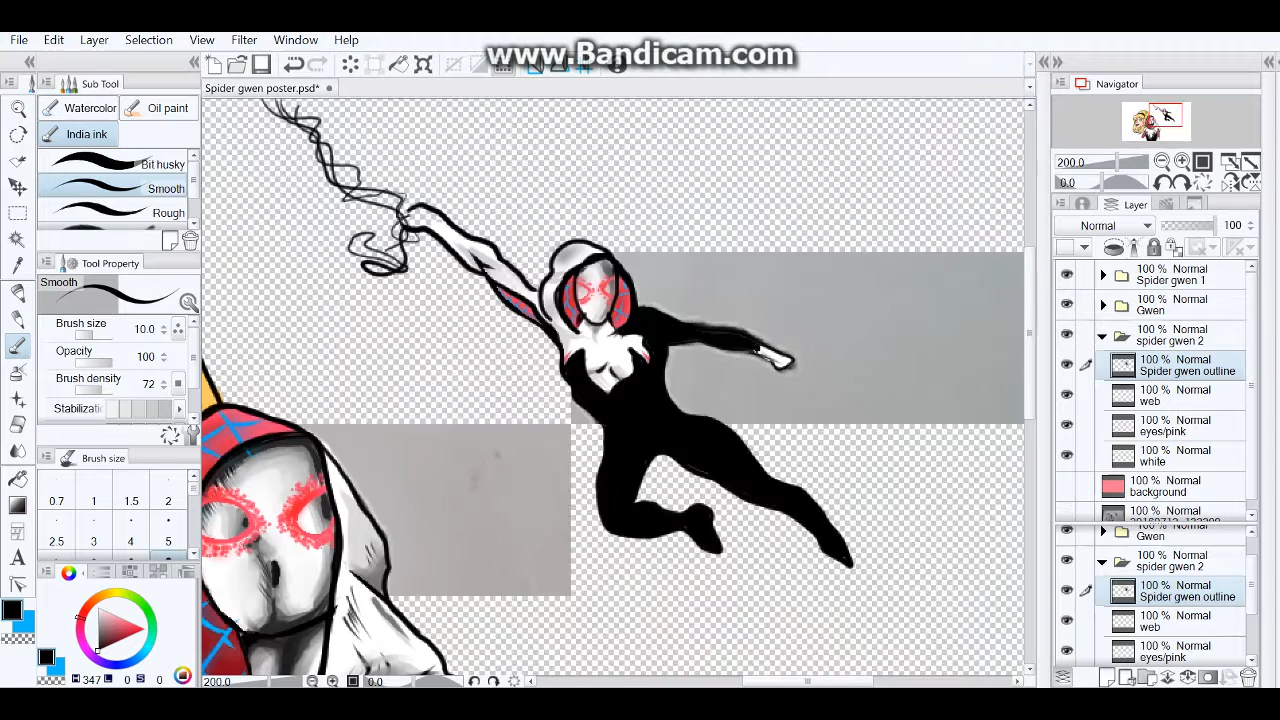 www.Bandicam.com
File Edit Layer Selection View Filter Window Help
Sub Tool
Spider gwen poster.psd*
Navigator
Watercolor Oil paint
India ink
Bit husky
Smooth
Rough
200.0
0.0
Layer
Normal 100
Tool Property
Smooth
Brush size 10.0
Opacity 100
Brush density 72
Stabilizatio
Brush size
0.7 1 1.5 2
2.5 3 4 5
100 % Normal
Spider gwen 1
100 % Normal
Gwen
100 % Normal
spider gwen 2
100 % Normal
Spider gwen outline
100 % Normal
web
100 % Normal
eyes/pink
100 % Normal
white
100 % Normal
background
100 % Normal
Gwen
100 % Normal
spider gwen 2
100 % Normal
Spider gwen outline
100 % Normal
web
100 % Normal
eyes/pink
H 347 L 0 S 0
200.0 0.0